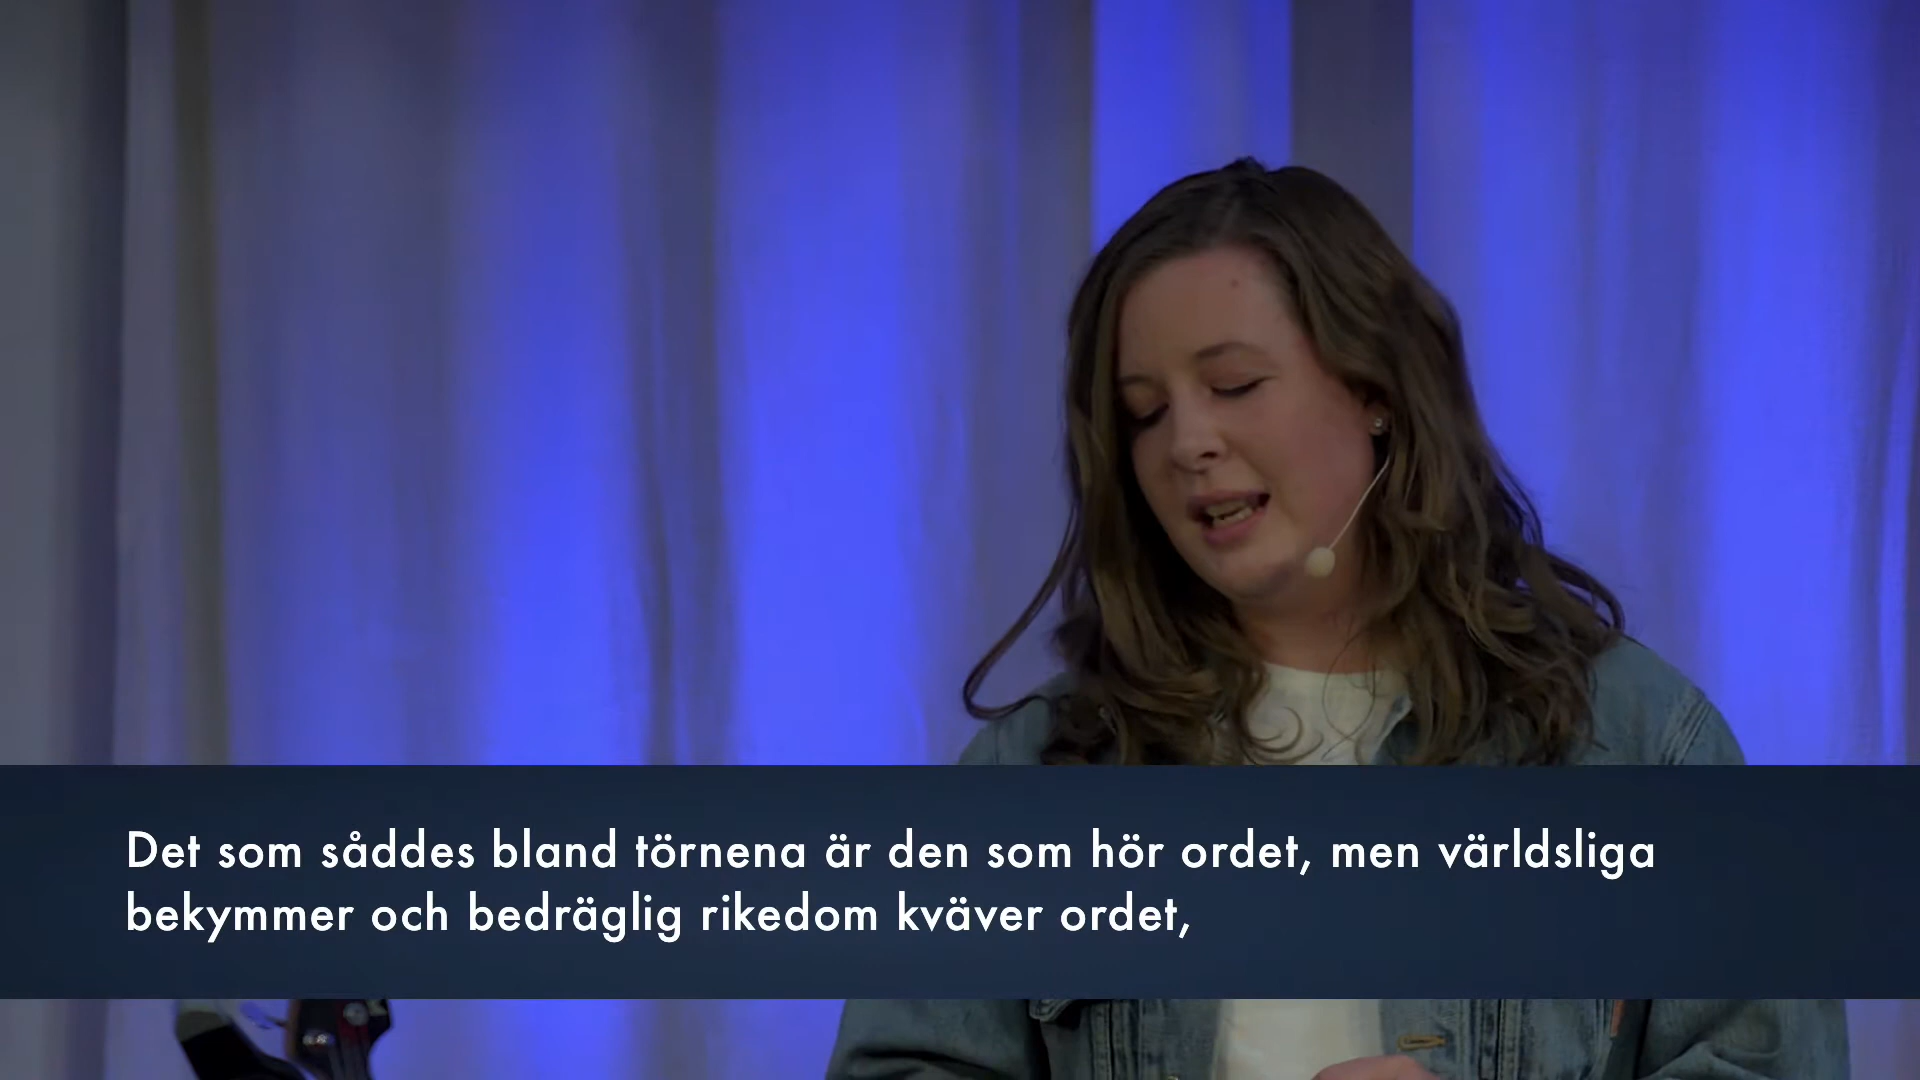 Det som såddes bland törnena är den som hör ordet, men världsliga
bekymmer och bedräglig rikedom kväver ordet,